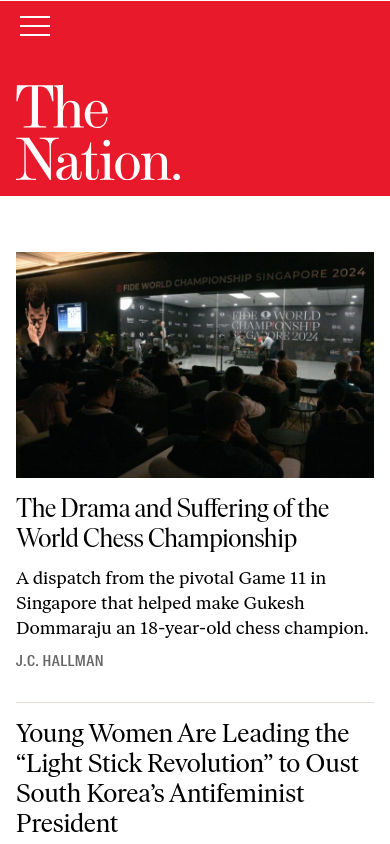 The
Nation.
FIDE WORLD CHAMPIONSHIP SINGAPORE 2024
FIDE WORLD
CHAMPIONSHIP
SINGAPORE 2024
The Drama and Suffering of the
World Chess Championship
A dispatch from the pivotal Game 11 in
Singapore that helped make Gukesh
Dommaraju an 18-year-old chess champion.
J.C. HALLMAN
Young Women Are Leading the
“Light Stick Revolution” to Oust
South Korea’s Antifeminist
President